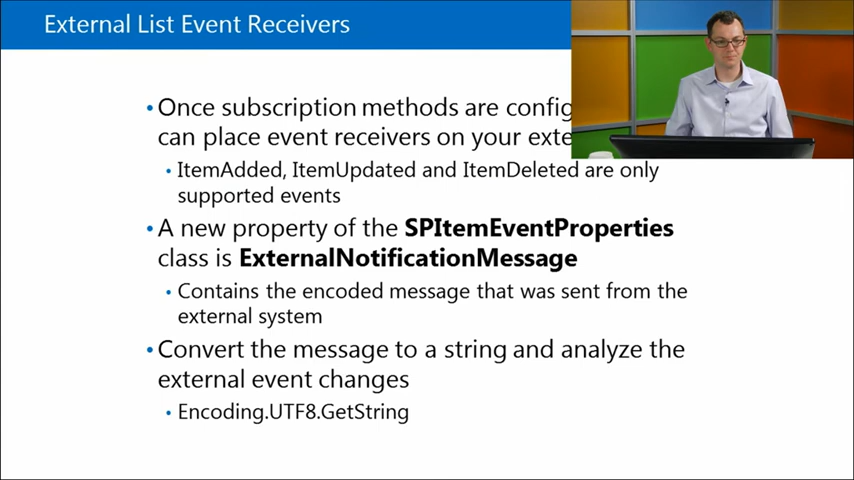 External List Event Receivers
• Once subscription methods are config
can place event receivers on your exte
• ItemAdded, ItemUpdated and ItemDeleted are only
supported events
• A new property of the SPItemEventProperties
class is ExternalNotificationMessage
• Contains the encoded message that was sent from the
external system
• Convert the message to a string and analyze the
external event changes
• Encoding.UTF8.GetString